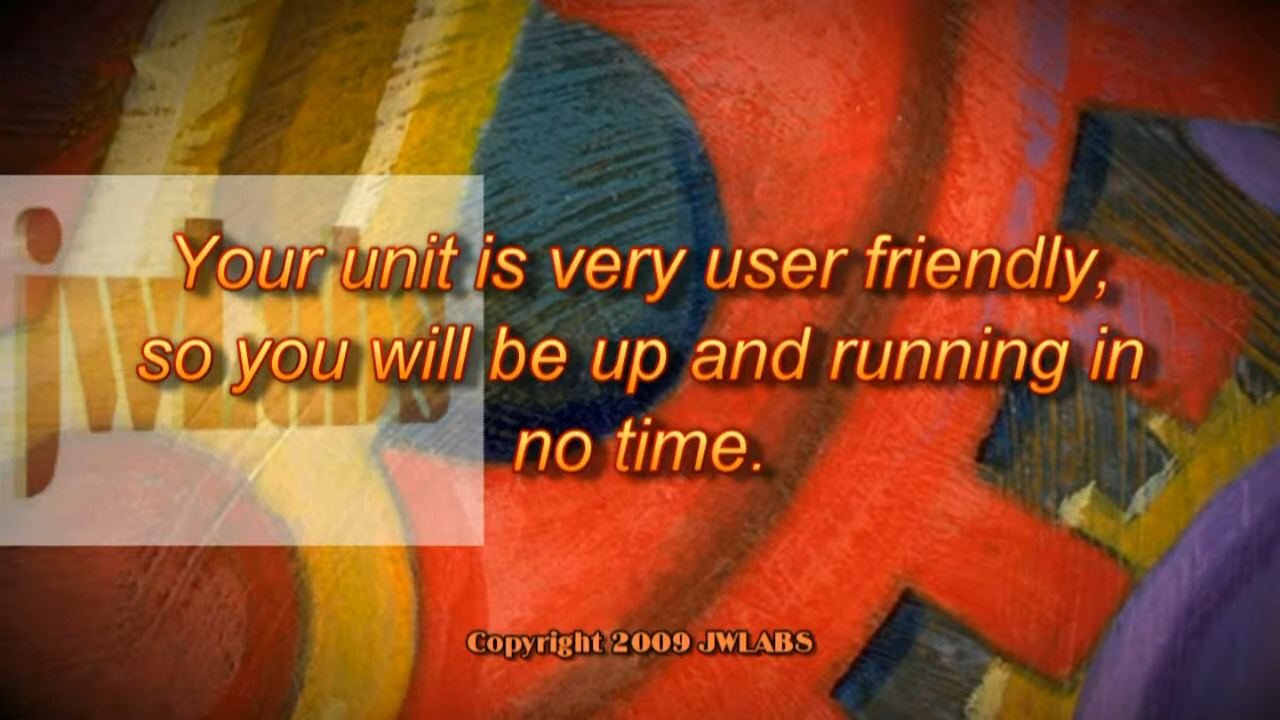 jwlabs
Your unit is very user friendly,
so you will be up and running in
no time.
Copyright 2009 JWLABS